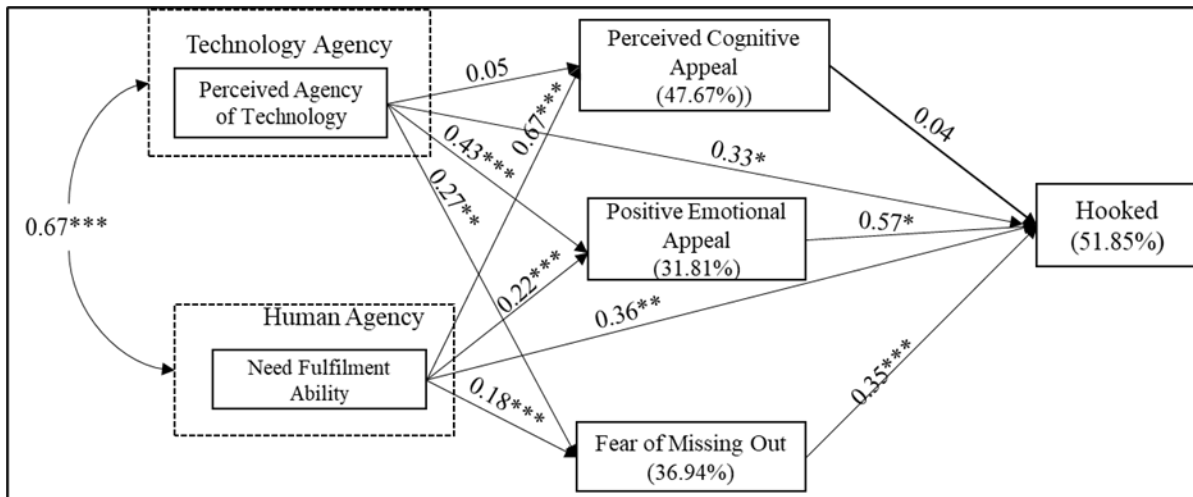 Technology Agency
Perceived Agency
of Technology
0.67***
Human Agency
Need Fulfilment
Ability
0.05
0.67***
0.43***
0.27**
0.22***
0.18***
Perceived Cognitive
Appeal
(47.67%))
Positive Emotional
Appeal
(31.81%)
Fear of Missing Out
(36.94%)
0.04
0.33*
0.57*
0.36**
0.35***
Hooked
(51.85%)